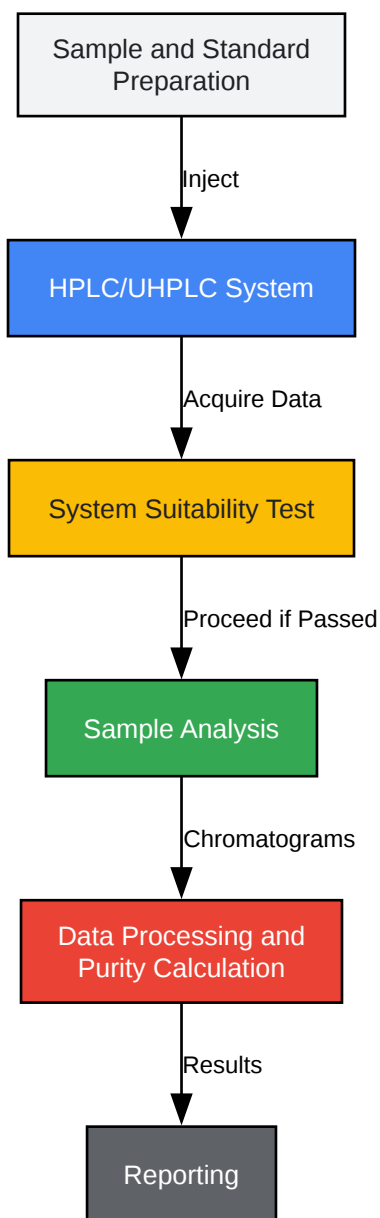 Sample and Standard
Preparation
Inject
HPLC/UHPLC System
Acquire Data
System Suitability Test
Proceed if Passed
Sample Analysis
Chromatograms
Data Processing and
Purity Calculation
Results
Reporting